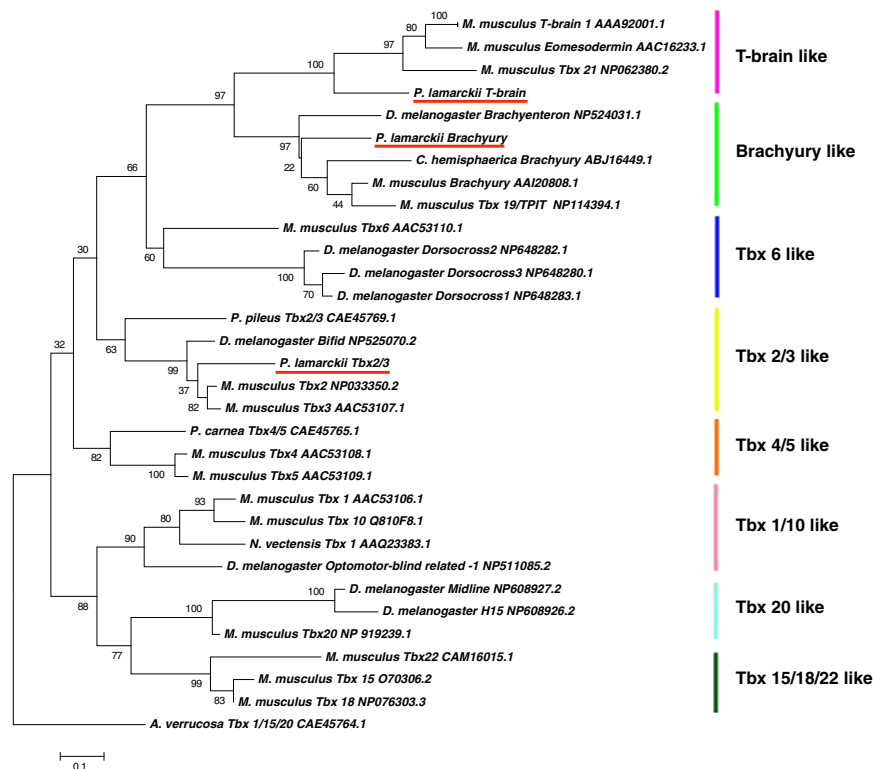 100
M. musculus T-brain 1 AAA92001.1
80
M. musculus Eomesodermin AAC16233.1
97
M. musculus Tbx 21 NP062380.2
T-brain like
100
P. lamarckii T-brain
97
D. melanogaster Brachyenteron NP524031.1
97
P. lamarckii Brachyury
22
C. hemisphaerica Brachyury ABJ16449.1
Brachyury like
66
60
M. musculus Brachyury AAI20808.1
44
M. musculus Tbx 19/TPIT NP114394.1
M. musculus Tbx6 AAC53110.1
30
60
D. melanogaster Dorsocross2 NP648282.1
Tbx 6 like
100
D. melanogaster Dorsocross3 NP648280.1
70
D. melanogaster Dorsocross1 NP648283.1
P. pileus Tbx2/3 CAE45769.1
32
63
D. melanogaster Bifid NP525070.2
Tbx 2/3 like
99
P. lamarckii Tbx2/3
37
M. musculus Tbx2 NP033350.2
82
M. musculus Tbx3 AAC53107.1
P. carnea Tbx4/5 CAE45765.1
82
M. musculus Tbx4 AAC53108.1
Tbx 4/5 like
100
M. musculus Tbx5 AAC53109.1
93
M. musculus Tbx 1 AAC53106.1
80
M. musculus Tbx 10 Q810F8.1
Tbx 1/10 like
90
N. vectensis Tbx 1 AAQ23383.1
D. melanogaster Optomotor-blind related -1 NP511085.2
88
100
D. melanogaster Midline NP608927.2
100
D. melanogaster H15 NP608926.2
Tbx 20 like
M. musculus Tbx20 NP 919239.1
77
M. musculus Tbx22 CAM16015.1
99
M. musculus Tbx 15 O70306.2
Tbx 15/18/22 like
83
M. musculus Tbx 18 NP076303.3
A. verrucosa Tbx 1/15/20 CAE45764.1
0.1